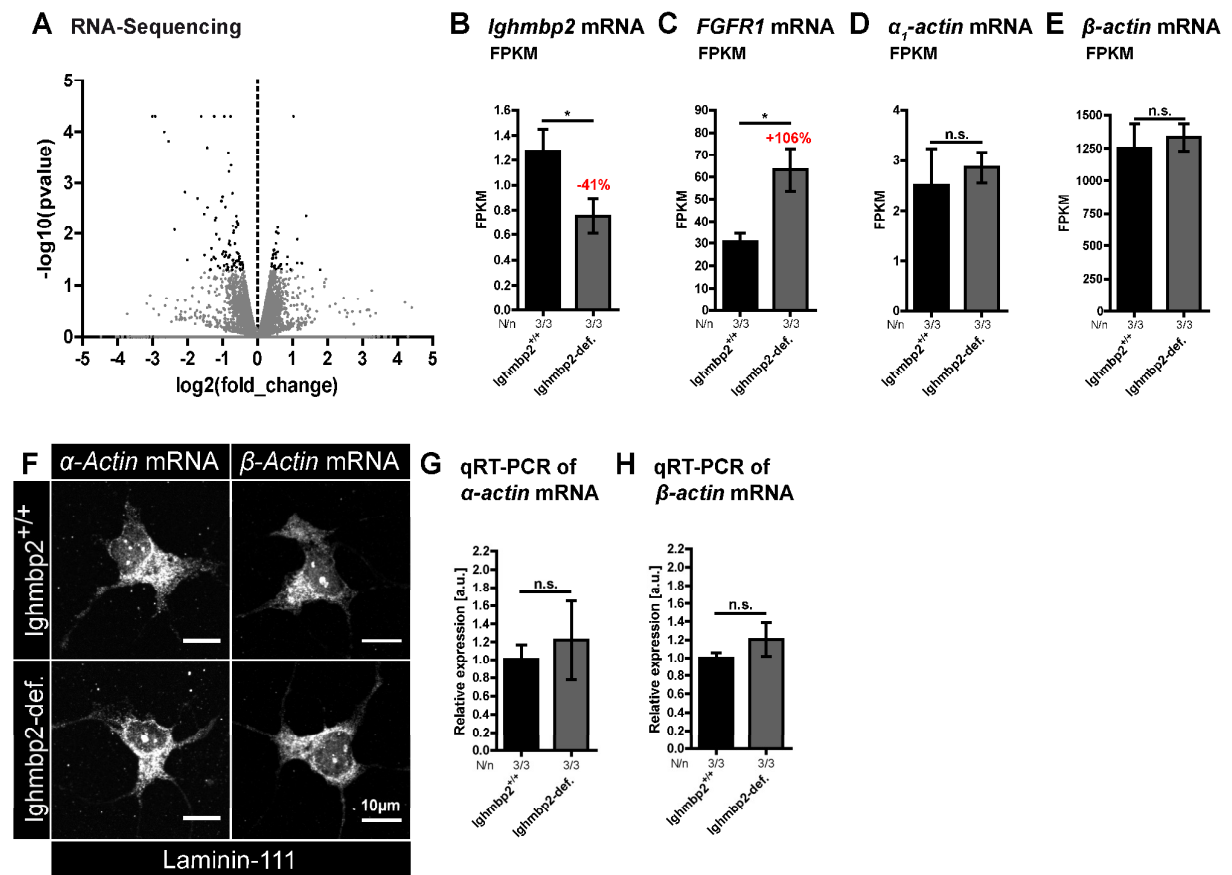 A RNA-Sequencing
-log10(pvalue)
5
4
3
2
1
0
-5 -4 -3 -2 -1 0 1 2 3 4 5
log2(fold_change)
B Ighmbp2 mRNA
FPKM
FPKM
1.6
1.4
1.2
1.0
0.8
0.6
0.4
0.2
0.0
*
-41%
N/n 3/3 3/3
Ighmbp2+/+
Ighmbp2-def.
C FGFR1 mRNA
FPKM
FPKM
90
80
70
60
50
40
30
20
10
0
*
+106%
N/n 3/3 3/3
Ighmbp2+/+
Ighmbp2-def.
D α1-actin mRNA
FPKM
FPKM
4
3
2
1
0
n.s.
N/n 3/3 3/3
Ighmbp2+/+
Ighmbp2-def.
E β-actin mRNA
FPKM
FPKM
1500
1250
1000
750
500
250
0
n.s.
N/n 3/3 3/3
Ighmbp2+/+
Ighmbp2-def.
F α-Actin mRNA β-Actin mRNA
Ighmbp2+/+
Ighmbp2-def.
10μm
Laminin-111
G qRT-PCR of
α-actin mRNA
Relative expression [a.u.]
2.2
2.0
1.8
1.6
1.4
1.2
1.0
0.8
0.6
0.4
0.2
0.0
n.s.
N/n 3/3 3/3
Ighmbp2+/+
Ighmbp2-def.
H qRT-PCR of
β-actin mRNA
Relative expression [a.u.]
2.2
2.0
1.8
1.6
1.4
1.2
1.0
0.8
0.6
0.4
0.2
0.0
n.s.
N/n 3/3 3/3
Ighmbp2+/+
Ighmbp2-def.